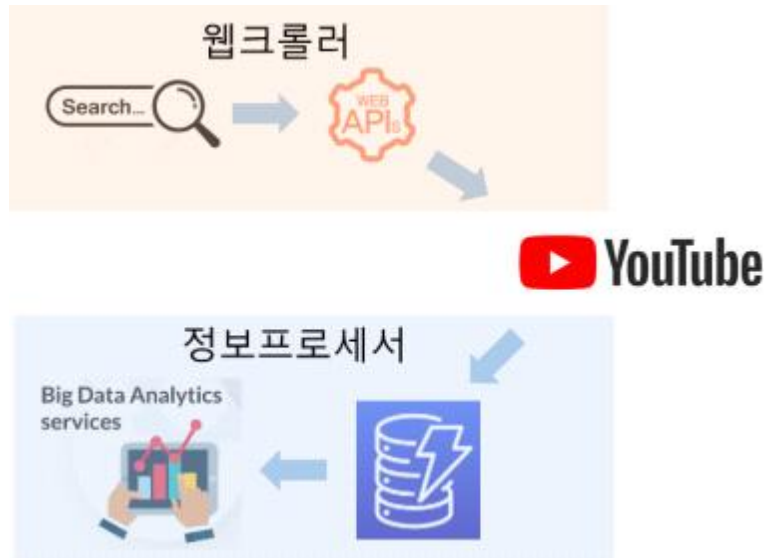 웹크롤러
Search...
WEB
APIs
YouTube
정보프로세서
Big Data Analytics
services